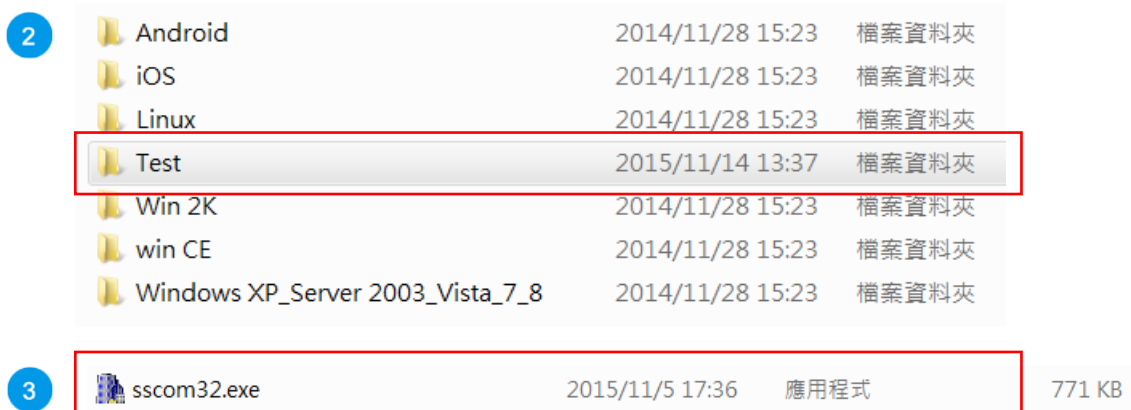 2
Android 2014/11/28 15:23 檔案資料夾
iOS 2014/11/28 15:23 檔案資料夾
Linux 2014/11/28 15:23 檔案資料夾
Test 2015/11/14 13:37 檔案資料夾
Win 2K 2014/11/28 15:23 檔案資料夾
win CE 2014/11/28 15:23 檔案資料夾
Windows XP_Server 2003_Vista_7_8 2014/11/28 15:23 檔案資料夾
3
sscom32.exe 2015/11/5 17:36 應用程式 771 KB